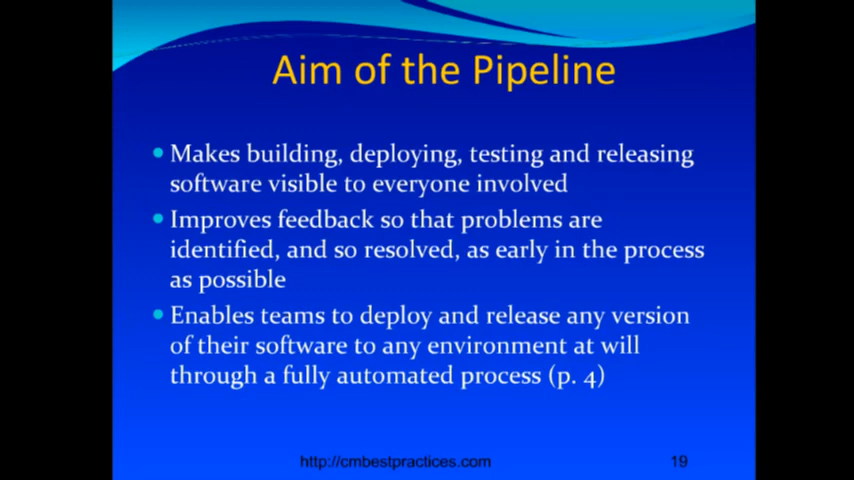 Aim of the Pipeline
• Makes building, deploying, testing and releasing
software visible to everyone involved
• Improves feedback so that problems are
identified, and so resolved, as early in the process
as possible
• Enables teams to deploy and release any version
of their software to any environment at will
through a fully automated process (p. 4)
http://cmbestpractices.com 19